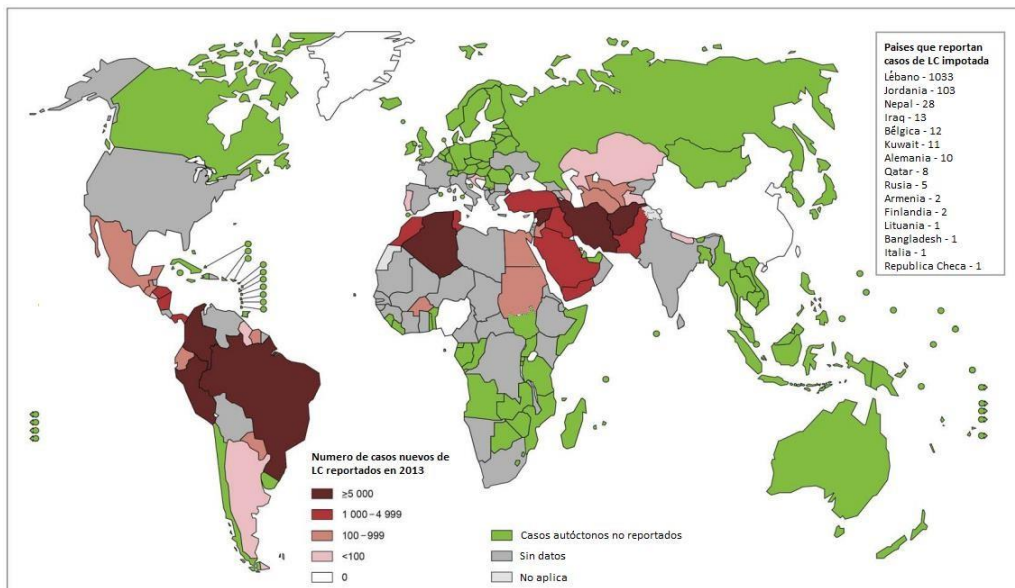 Paises que reportan
casos de LC impotada
Lébano - 1033
Jordania - 103
Nepal - 28
Iraq - 13
Bélgica - 12
Kuwait - 11
Alemania - 10
Qatar - 8
Rusia - 5
Armenia - 2
Finlandia - 2
Lituania - 1
Bangladesh - 1
Italia - 1
Republica Checa - 1
Numero de casos nuevos de
LC reportados en 2013
≥5 000
1 000–4 999
100–999
<100
0
Casos autóctonos no reportados
Sin datos
No aplica